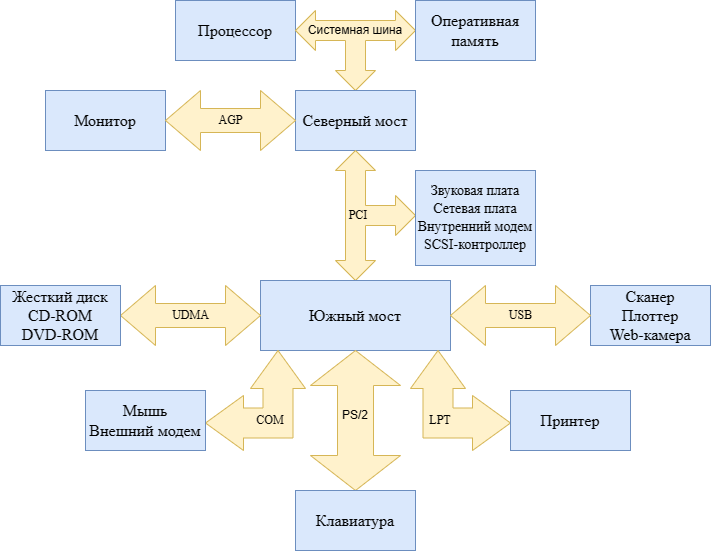 Процессор
Системная шина
Оперативная
память
Монитор
AGP
Северный мост
PCI
Звуковая плата
Сетевая плата
Внутренний модем
SCSI-контроллер
Жесткий диск
CD-ROM
DVD-ROM
UDMA
Южный мост
USB
Сканер
Плоттер
Web-камера
Мышь
Внешний модем
COM
PS/2
LPT
Принтер
Клавиатура